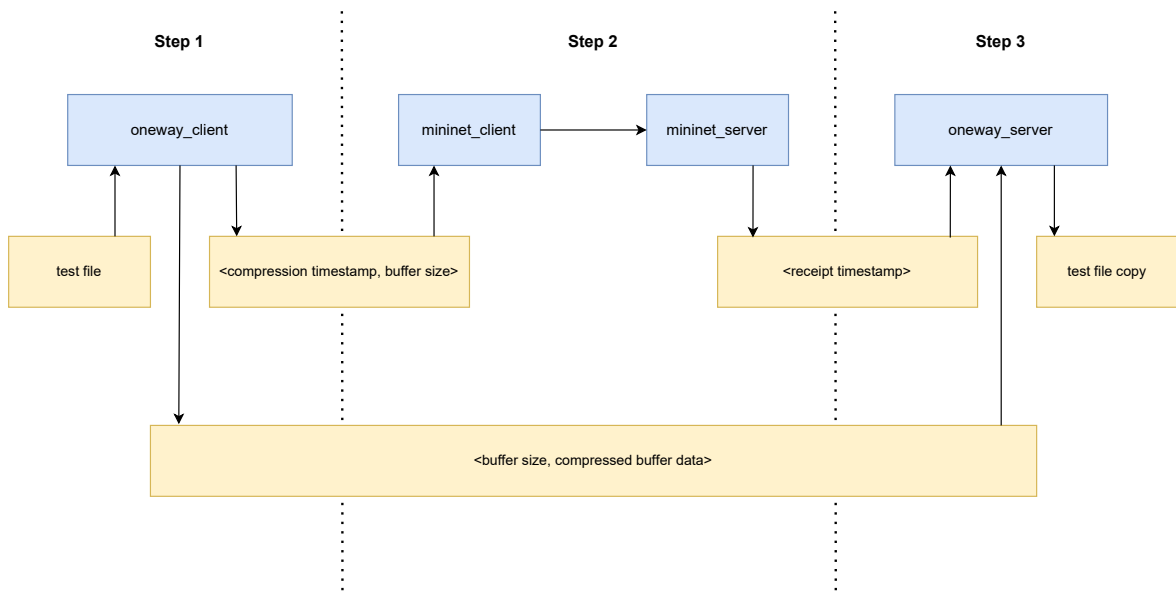 Step 1
Step 2
Step 3
oneway_client
mininet_client
mininet_server
oneway_server
test file
<compression timestamp, buffer size>
<receipt timestamp>
test file copy
<buffer size, compressed buffer data>